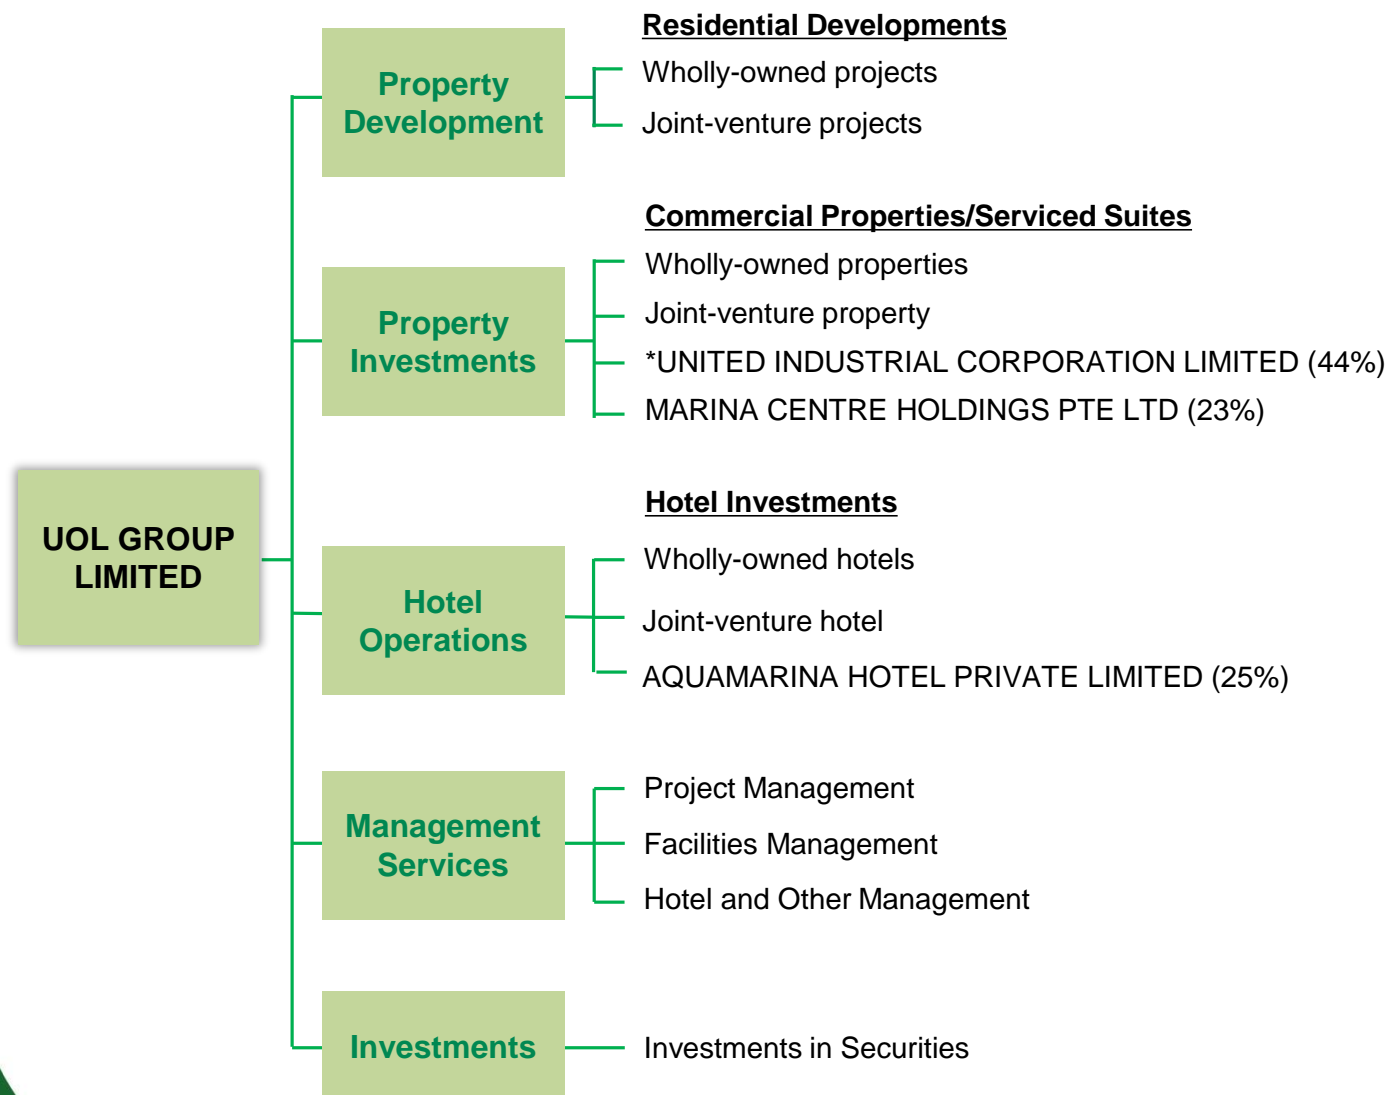 UOL GROUP
LIMITED
Property
Development
Residential Developments
Wholly-owned projects
Joint-venture projects
Property
Investments
Commercial Properties/Serviced Suites
Wholly-owned properties
Joint-venture property
*UNITED INDUSTRIAL CORPORATION LIMITED (44%)
MARINA CENTRE HOLDINGS PTE LTD (23%)
Hotel
Operations
Hotel Investments
Wholly-owned hotels
Joint-venture hotel
AQUAMARINA HOTEL PRIVATE LIMITED (25%)
Management
Services
Project Management
Facilities Management
Hotel and Other Management
Investments
Investments in Securities